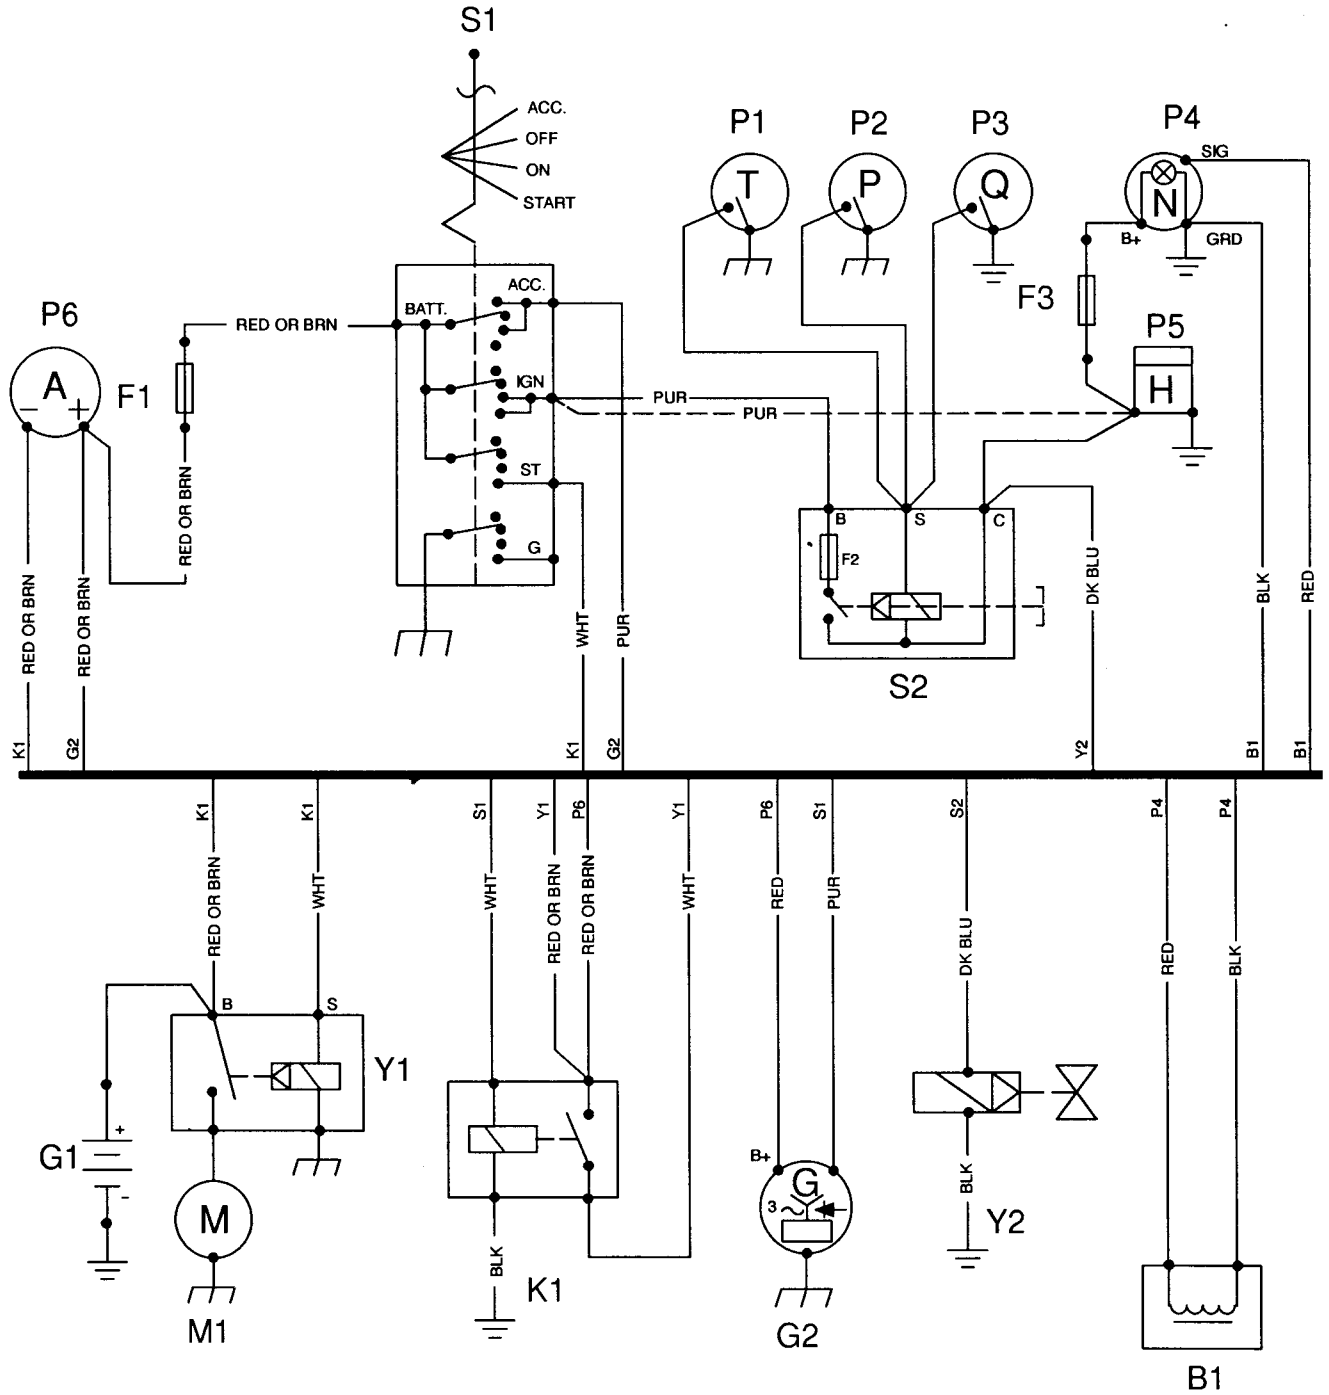 S1
ACC.
OFF
ON
START
P1
P2
P3
P4
T
P
Q
N
SIG
B+
GRD
F3
P5
H
P6
A
− +
F1
RED OR BRN
BATT.
ACC.
IGN
ST
G
PUR
PUR
B
S
C
F2
S2
RED OR BRN
RED OR BRN
RED OR BRN
WHT
PUR
DK BLU
BLK
RED
K1
G2
K1
G2
Y2
B1
B1
K1
K1
S1
Y1
P6
Y1
P6
S1
S2
P4
P4
RED OR BRN
WHT
WHT
RED OR BRN
RED OR BRN
WHT
RED
PUR
DK BLU
RED
BLK
B
S
Y1
G1
+
-
M
M1
BLK
K1
B+
G
3
G2
BLK
Y2
B1